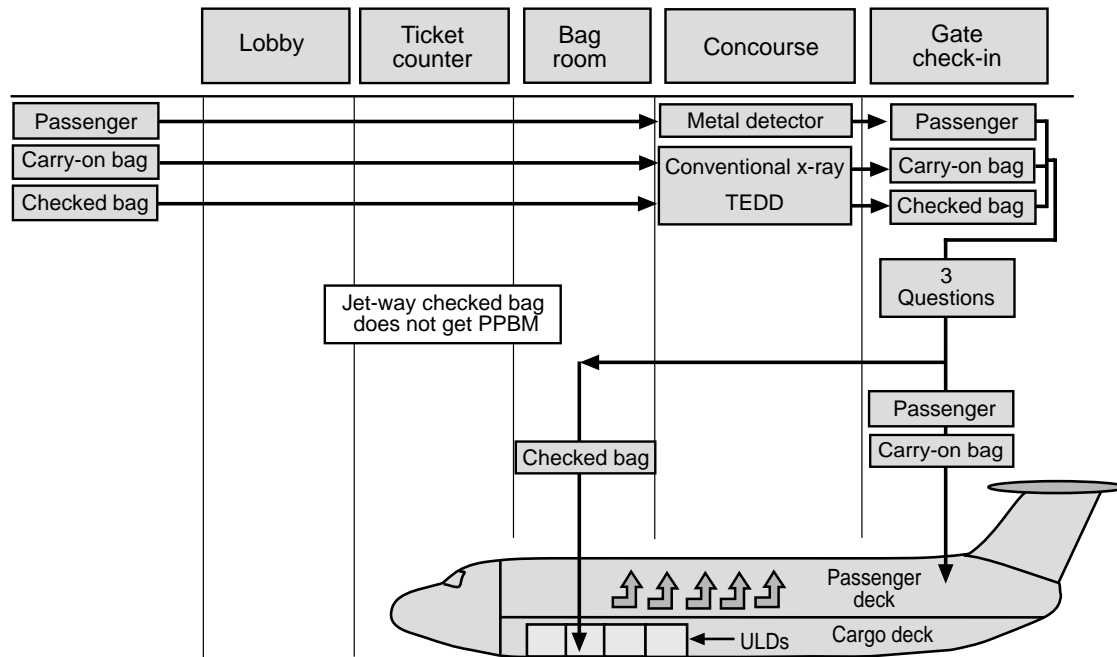 Lobby
Ticket
counter
Bag
room
Concourse
Gate
check-in
Passenger
Metal detector
Passenger
Carry-on bag
Conventional x-ray
Carry-on bag
Checked bag
TEDD
Checked bag
3
Questions
Jet-way checked bag
does not get PPBM
Passenger
Checked bag
Carry-on bag
Passenger
deck
ULDs
Cargo deck